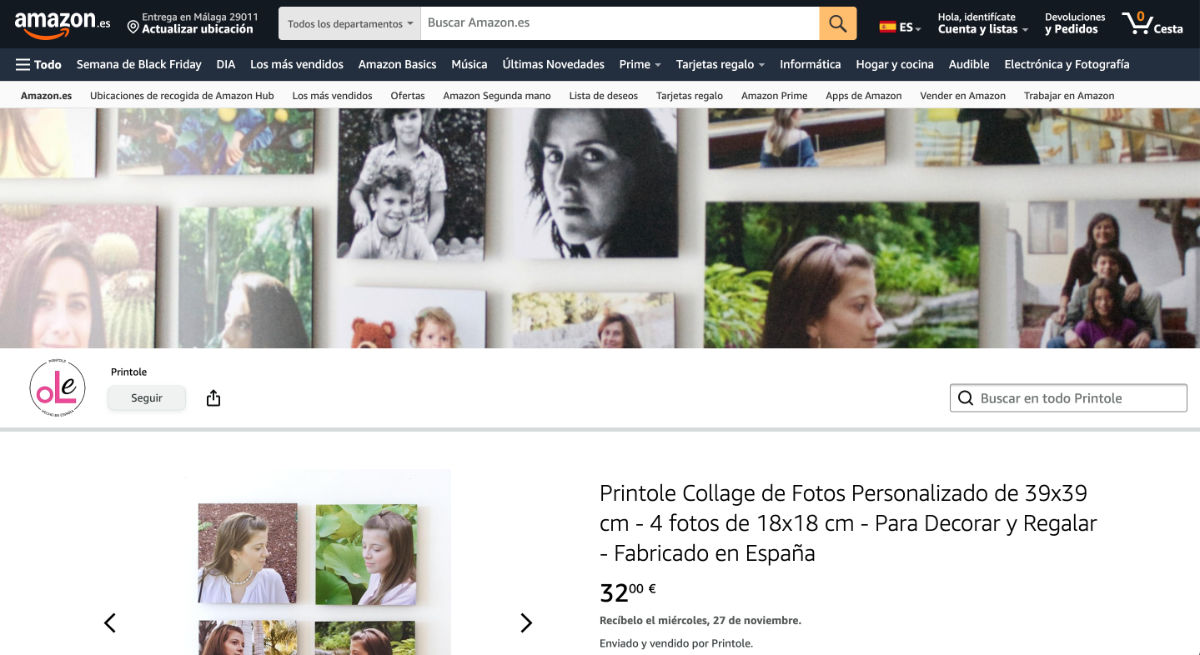 amazon.es
Entrega en Málaga 29011
Actualizar ubicación
Todos los departamentos
Buscar Amazon.es
ES
Hola, identifícate
Cuenta y listas
Devoluciones
y Pedidos
0
Cesta
Todo Semana de Black Friday DIA Los más vendidos Amazon Basics Música Últimas Novedades Prime Tarjetas regalo Informática Hogar y cocina Audible Electrónica y Fotografía
Amazon.es Ubicaciones de recogida de Amazon Hub Los más vendidos Ofertas Amazon Segunda mano Lista de deseos Tarjetas regalo Amazon Prime Apps de Amazon Vender en Amazon Trabajar en Amazon
PRINTOLE
oLe
HECHO EN ESPAÑA
Printole
Seguir
Buscar en todo Printole
Printole Collage de Fotos Personalizado de 39x39
cm - 4 fotos de 18x18 cm - Para Decorar y Regalar
- Fabricado en España
3200 €
Recíbelo el miércoles, 27 de noviembre.
Enviado y vendido por Printole.